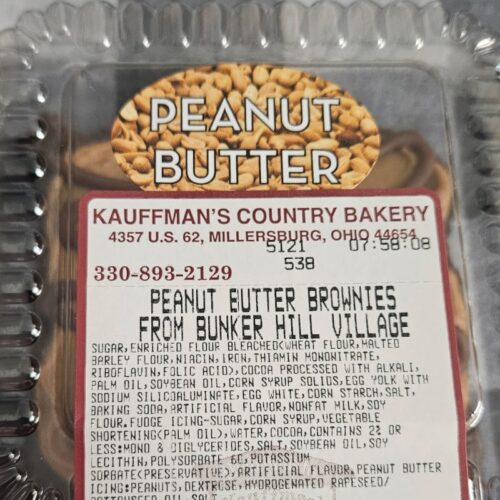 PEANUT
BUTTER
KAUFFMAN'S COUNTRY BAKERY
4357 U.S. 62, MILLERSBURG, OHIO 44654
5121 07:58:08
538
330-893-2129
PEANUT BUTTER BROWNIES
FROM BUNKER HILL VILLAGE
SUGAR,ENRICHED FLOUR BLEACHED(WHEAT FLOUR,MALTED
BARLEY FLOUR,NIACIN,IRON,THIAMIN MONONITRATE,
RIBOFLAVIN,FOLIC ACID),COCOA PROCESSED WITH ALKALI,
PALM OIL,SOYBEAN OIL,CORN SYRUP SOLIDS,EGG YOLK WITH
SODIUM SILICOALUMINATE,EGG WHITE,CORN STARCH,SALT,
BAKING SODA,ARTIFICIAL FLAVOR,NONFAT MILK,SOY
FLOUR,FUDGE ICING-SUGAR,CORN SYRUP,VEGETABLE
SHORTENING(PALM OIL),WATER,COCOA,CONTAINS 2% OR
LESS:MONO & DIGLYCERIDES,SALT,SOYBEAN OIL,SOY
LECITHIN,POLYSORBATE 60,POTASSIUM
SORBATE(PRESERVATIVE),ARTIFICIAL FLAVOR,PEANUT BUTTER
ICING:PEANUTS,DEXTROSE,HYDROGENATED RAPESEED/
COTTONSEED OIL,SALT